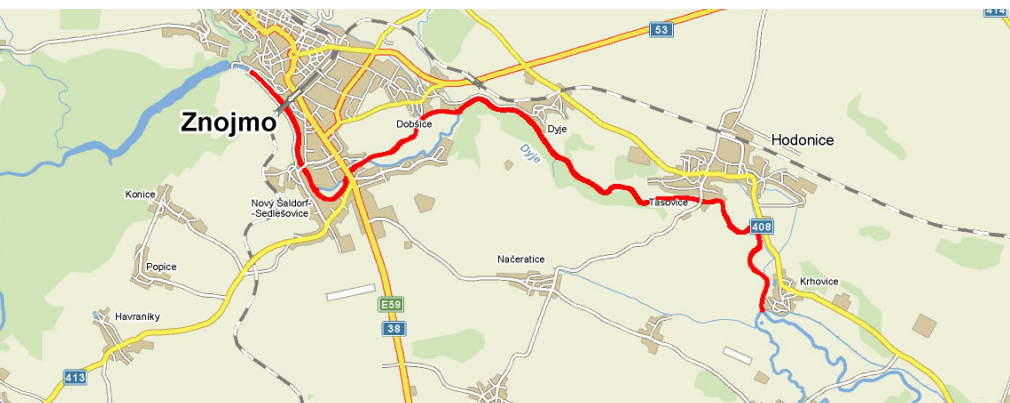 414
53
Znojmo
Dobšice
Dyje
Dyje
Hodonice
Konice
Nový Šaldorf-
-Sedlešovice
Tasovice
408
Popice
Načeratice
Krhovice
E59
Havraníky
38
413